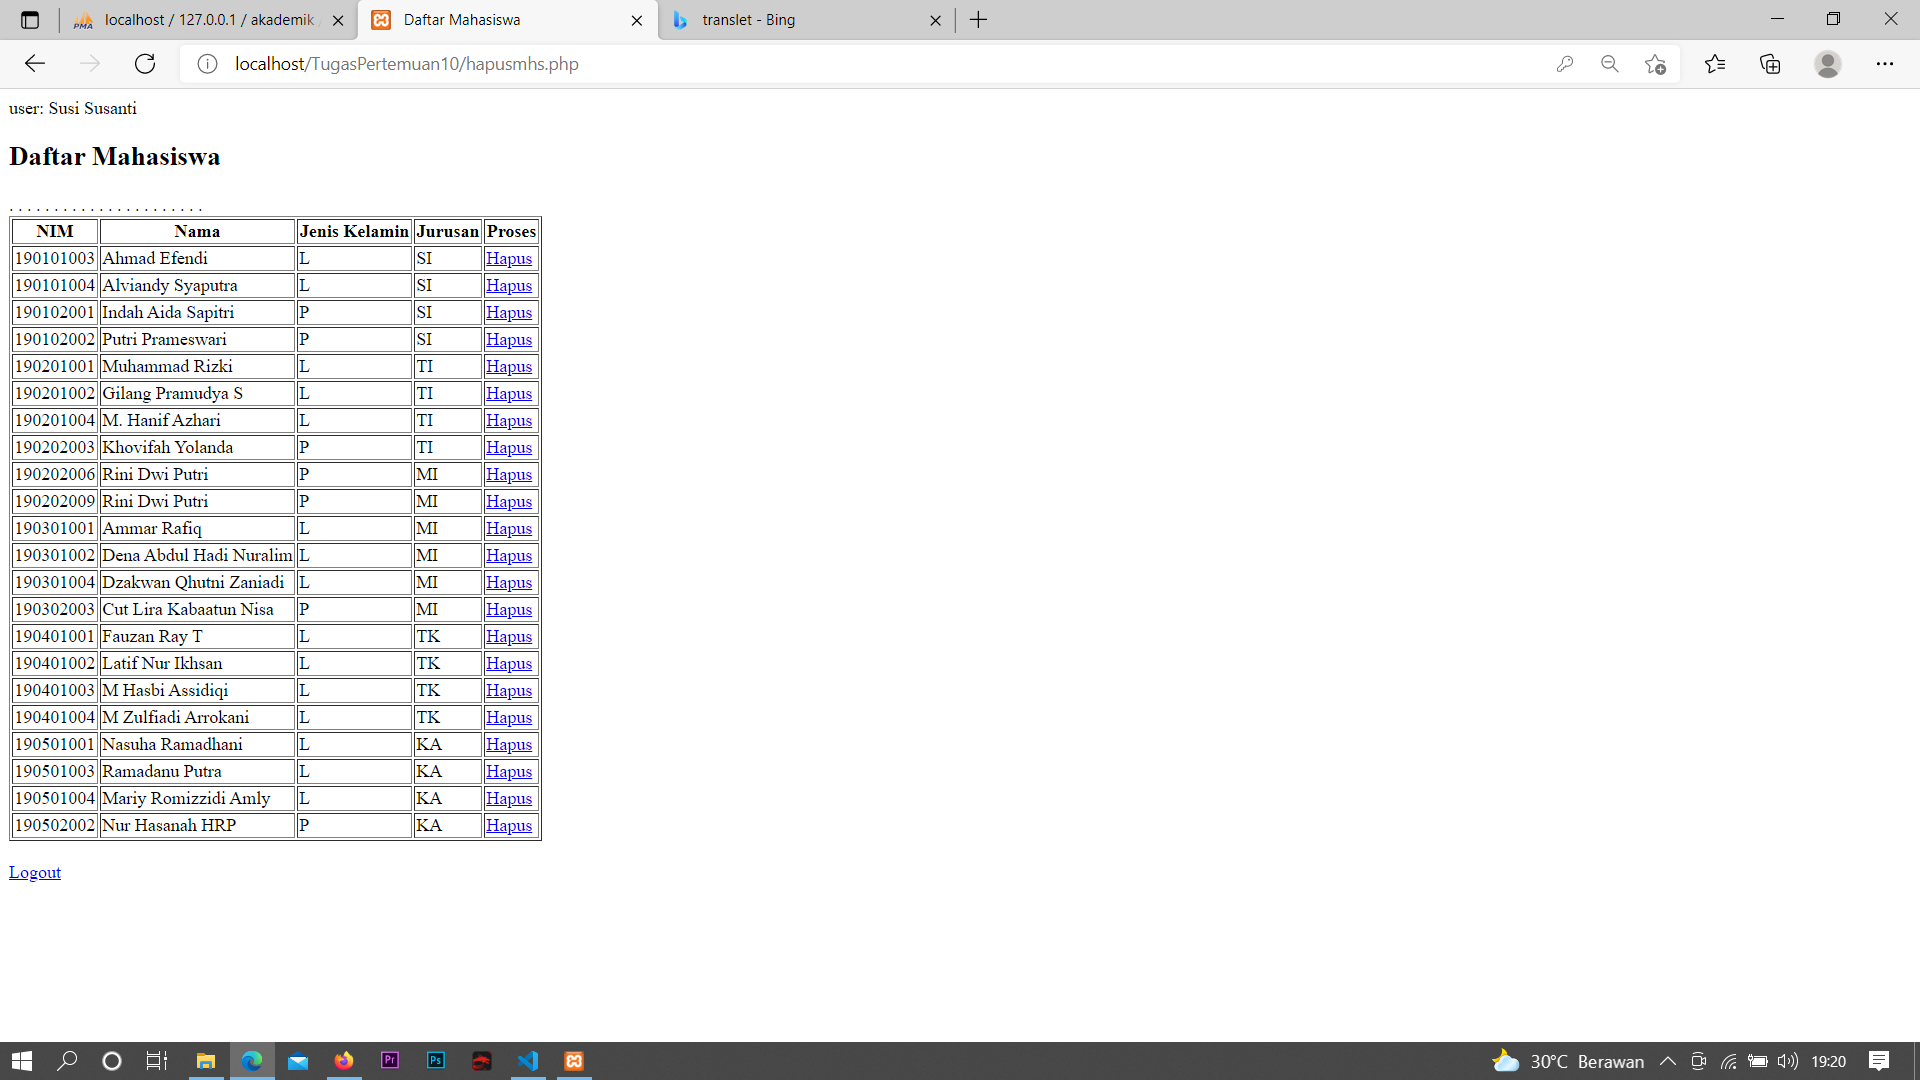 localhost / 127.0.0.1 / akademik
Daftar Mahasiswa
translet - Bing
localhost/TugasPertemuan10/hapusmhs.php
user: Susi Susanti
Daftar Mahasiswa
. . . . . . . . . . . . . . . . . . . . . .
NIM Nama Jenis Kelamin Jurusan Proses
190101003 Ahmad Efendi L SI Hapus
190101004 Alviandy Syaputra L SI Hapus
190102001 Indah Aida Sapitri P SI Hapus
190102002 Putri Prameswari P SI Hapus
190201001 Muhammad Rizki L TI Hapus
190201002 Gilang Pramudya S L TI Hapus
190201004 M. Hanif Azhari L TI Hapus
190202003 Khovifah Yolanda P TI Hapus
190202006 Rini Dwi Putri P MI Hapus
190202009 Rini Dwi Putri P MI Hapus
190301001 Ammar Rafiq L MI Hapus
190301002 Dena Abdul Hadi Nuralim L MI Hapus
190301004 Dzakwan Qhutni Zaniadi L MI Hapus
190302003 Cut Lira Kabaatun Nisa P MI Hapus
190401001 Fauzan Ray T L TK Hapus
190401002 Latif Nur Ikhsan L TK Hapus
190401003 M Hasbi Assidiqi L TK Hapus
190401004 M Zulfiadi Arrokani L TK Hapus
190501001 Nasuha Ramadhani L KA Hapus
190501003 Ramadanu Putra L KA Hapus
190501004 Mariy Romizzidi Amly L KA Hapus
190502002 Nur Hasanah HRP P KA Hapus
Logout
Pr Ps 30°C Berawan 19:20